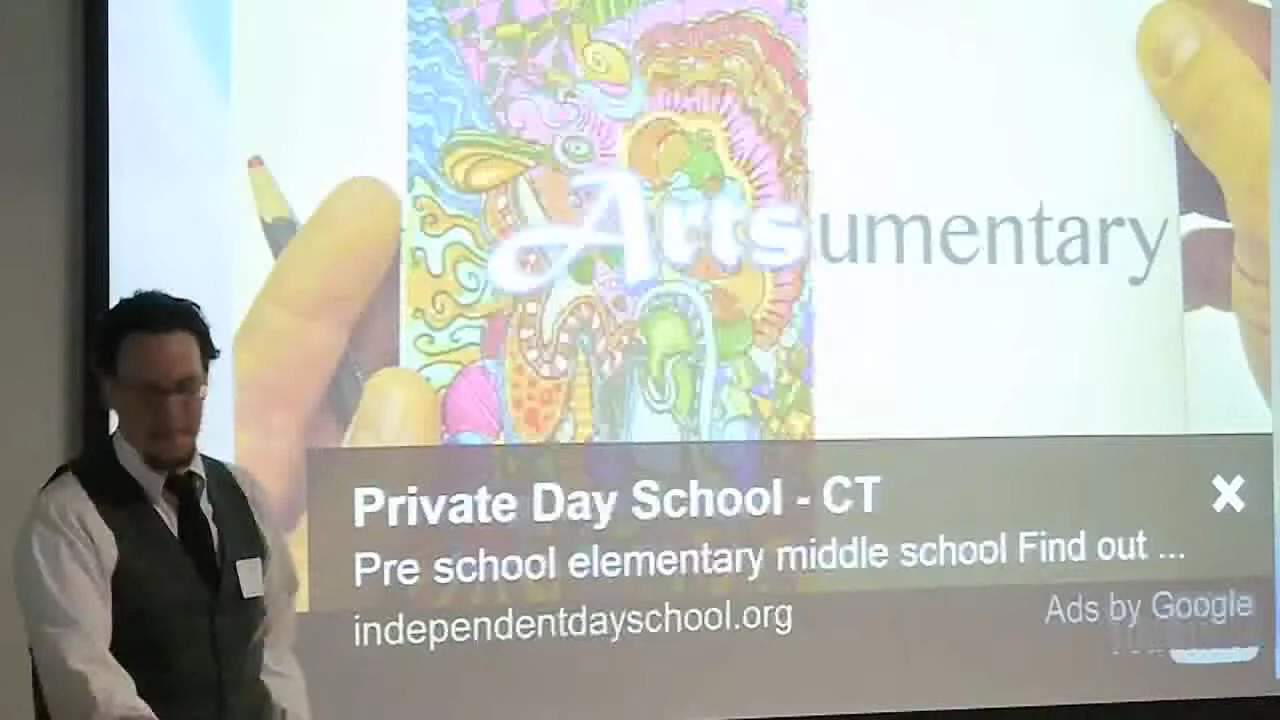 Artsumentary
Private Day School - CT
Pre school elementary middle school Find out ...
independentdayschool.org
Ads by Google